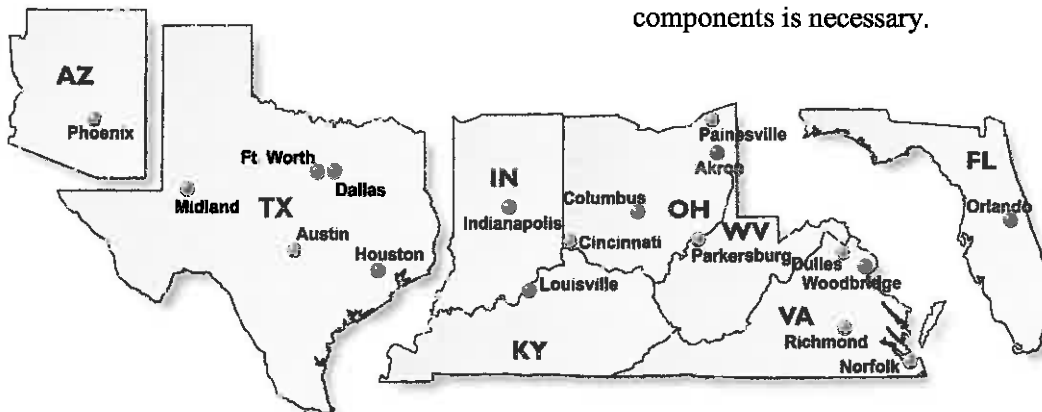 components is necessary.
AZ
Phoenix
Ft. Worth
Dallas
Midland
TX
Austin
Houston
IN
Indianapolis
Painesville
Akron
Columbus
OH
Cincinnati
WV
Parkersburg
Louisville
KY
Dulles
Woodbridge
VA
Richmond
Norfolk
FL
Orlando